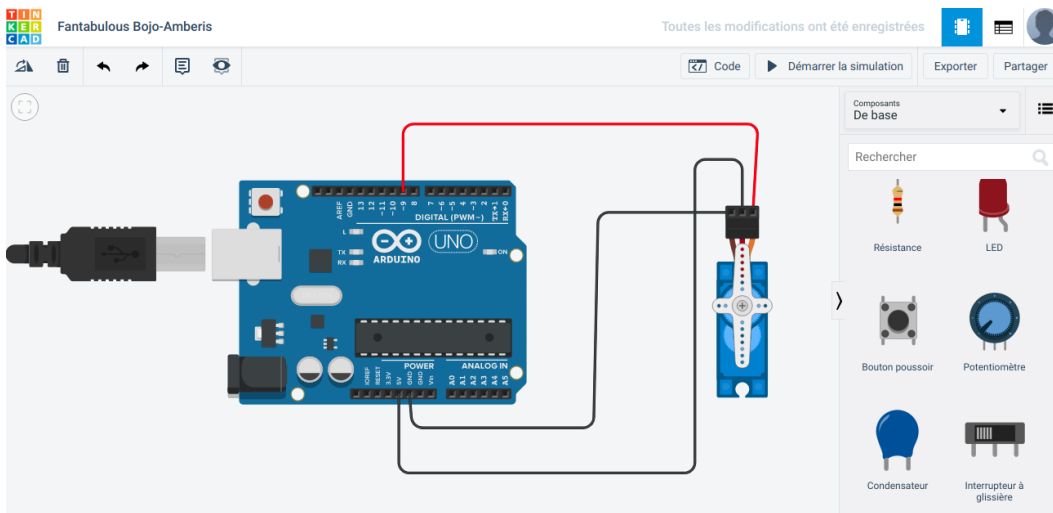 TIN
KER
CAD
Fantabulous Bojo-Amberis
Toutes les modifications ont été enregistrées
Code
Démarrer la simulation
Exporter
Partager
Composants
De base
Rechercher
Résistance
LED
Bouton poussoir
Potentiomètre
Condensateur
Interrupteur à
glissière
AREF
GND
13
12
~11
~10
~9
8
7
~6
~5
4
~3
2
TX→1
RX←0
DIGITAL (PWM~)
L
TX
RX
ARDUINO
UNO
ON
POWER
ANALOG IN
IOREF
RESET
3.3V
5V
GND
GND
Vin
A0
A1
A2
A3
A4
A5